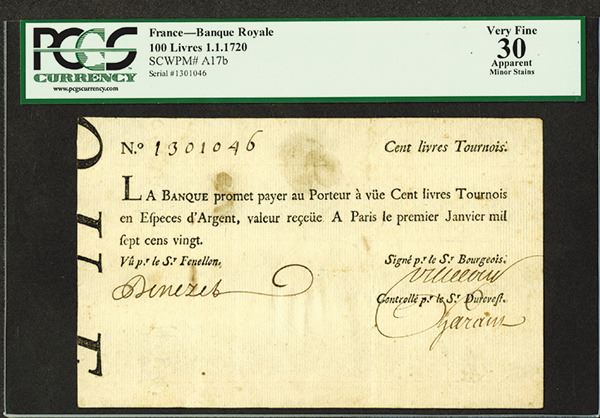 PCGS
CURRENCY
www.pcgscurrency.com
France—Banque Royale
100 Livres 1.1.1720
SCWPM# A17b
Serial #1301046
Very Fine
30
Apparent
Minor Stains
N.º 1301046
Cent livres Tournois.
LA BANQUE promet payer au Porteur à vüe Cent livres Tournois
en Eſpeces d'Argent, valeur reçeüe A Paris le premier Janvier mil
ſept cens vingt.
Vû p.r le S.r Fenellon.
Signé p.r le S.r Bourgeois.
Benezet
Controllé p.r le S.r Dureveſt.